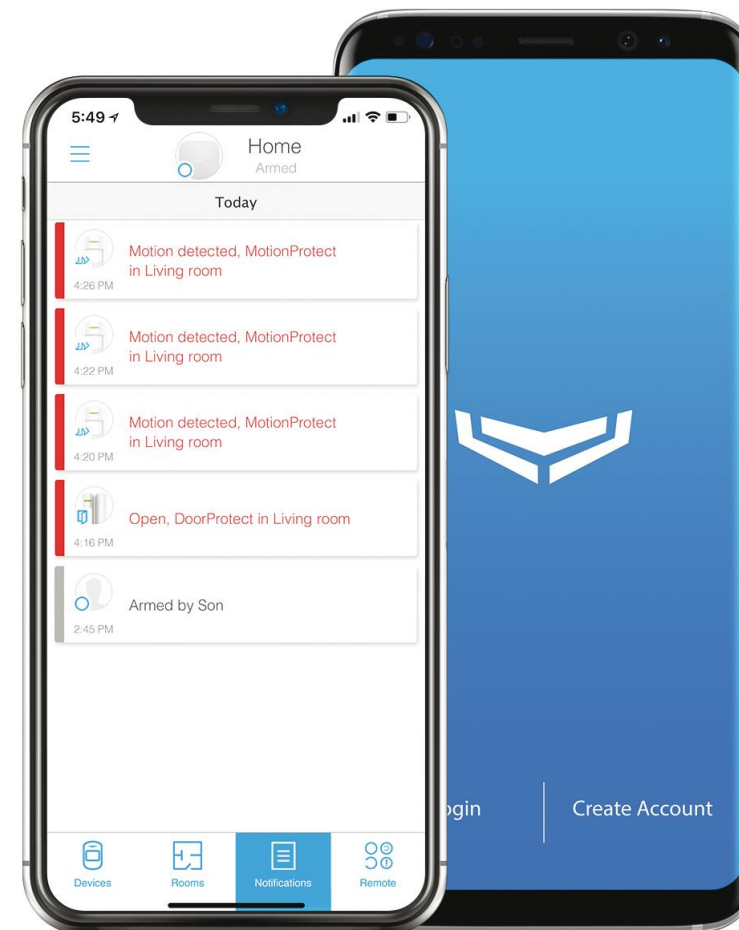 5:49
Home
Armed
Today
Motion detected, MotionProtect
in Living room
4:26 PM
Motion detected, MotionProtect
in Living room
4:22 PM
Motion detected, MotionProtect
in Living room
4:20 PM
Open, DoorProtect in Living room
4:16 PM
Armed by Son
2:45 PM
Devices
Rooms
Notifications
Remote
ogin
Create Account